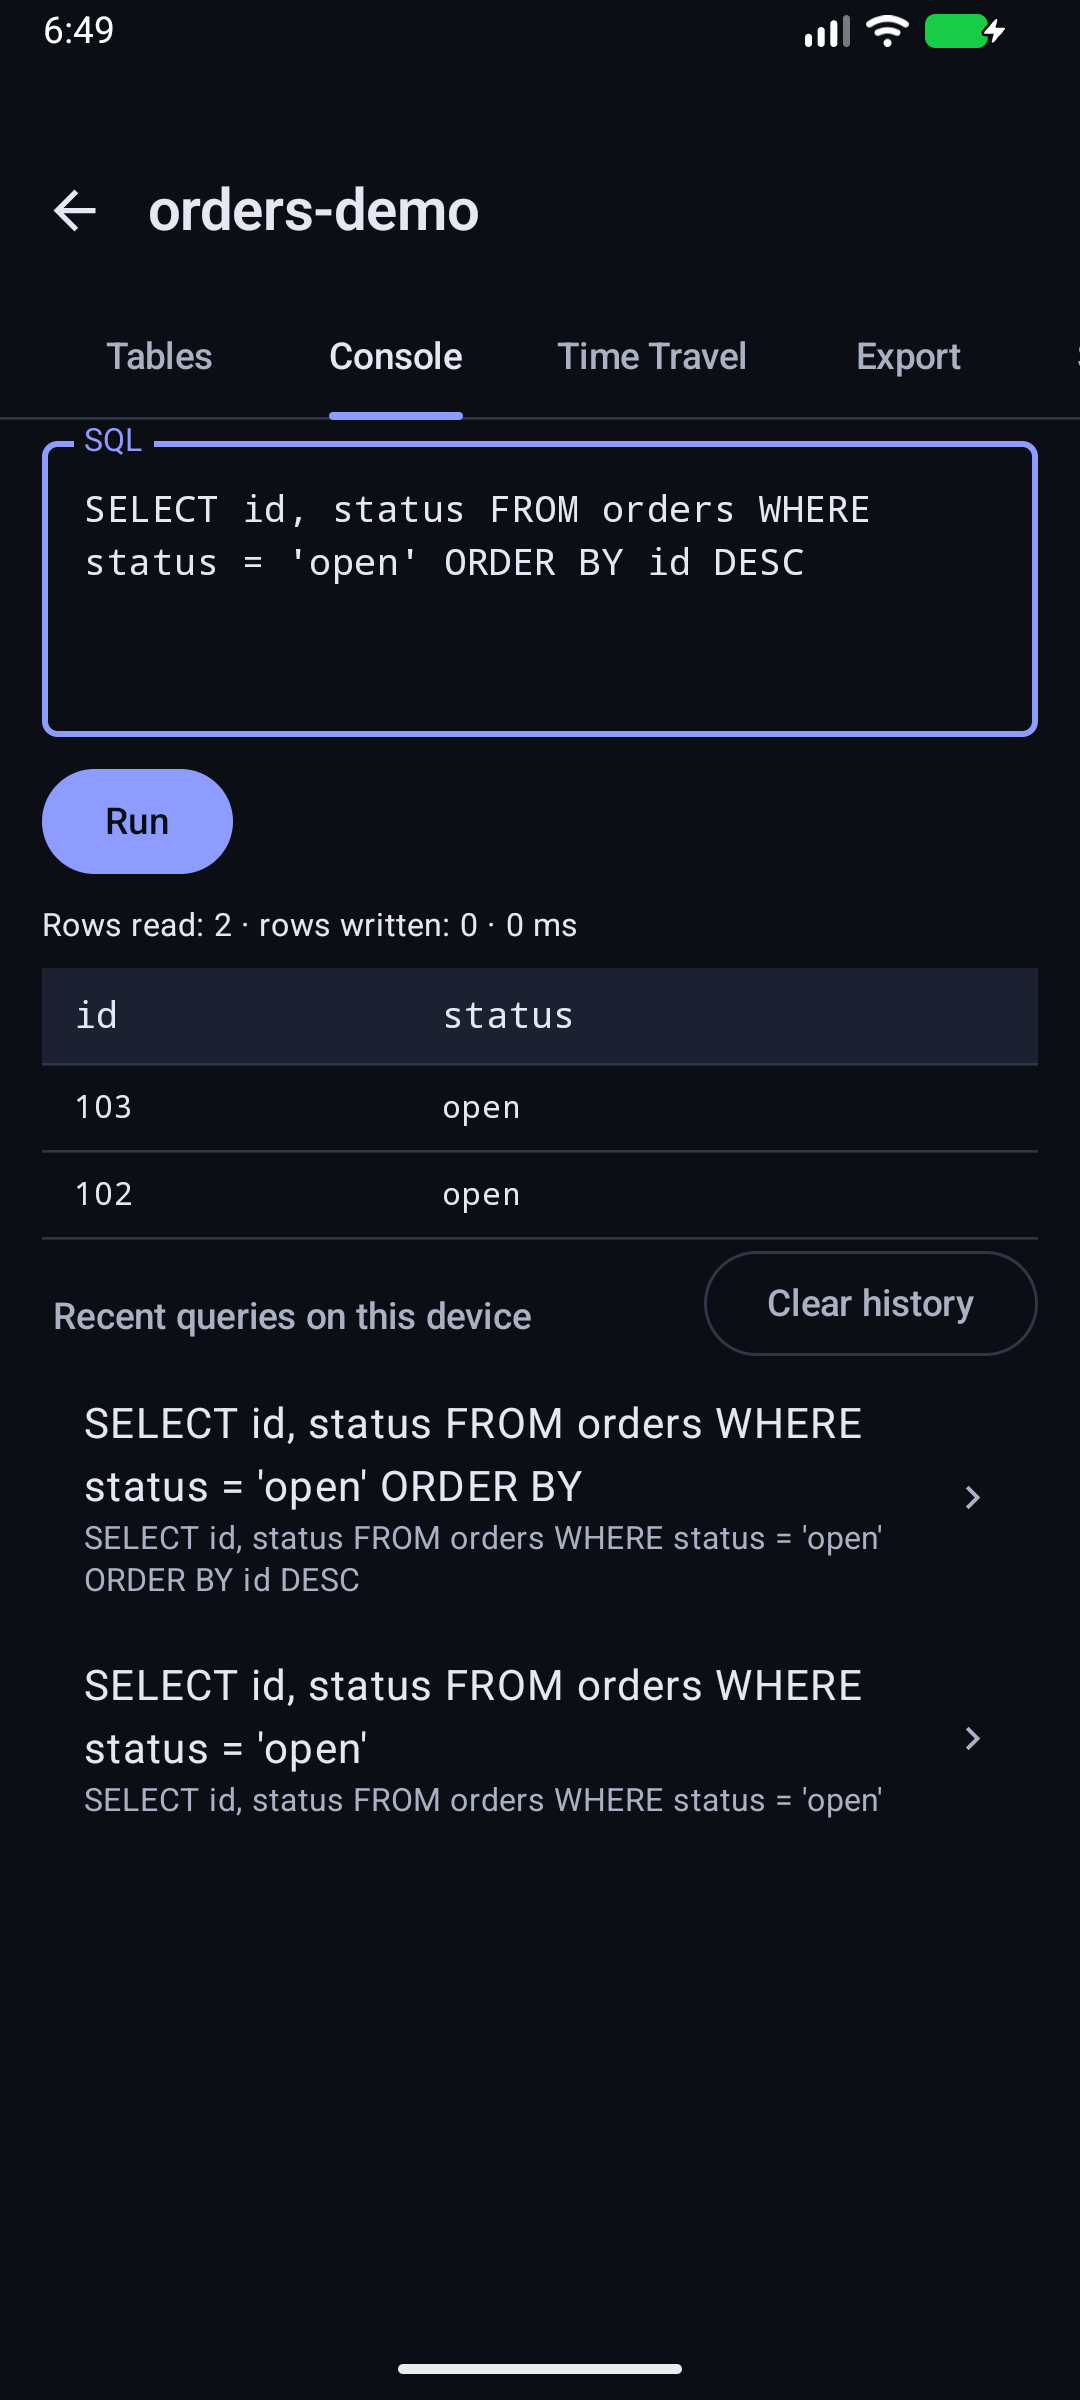 6:49
orders-demo
Tables Console Time Travel Export
SQL
SELECT id, status FROM orders WHERE
status = 'open' ORDER BY id DESC
Run
Rows read: 2 · rows written: 0 · 0 ms
id status
103 open
102 open
Recent queries on this device
Clear history
SELECT id, status FROM orders WHERE
status = 'open' ORDER BY
SELECT id, status FROM orders WHERE status = 'open'
ORDER BY id DESC
SELECT id, status FROM orders WHERE
status = 'open'
SELECT id, status FROM orders WHERE status = 'open'